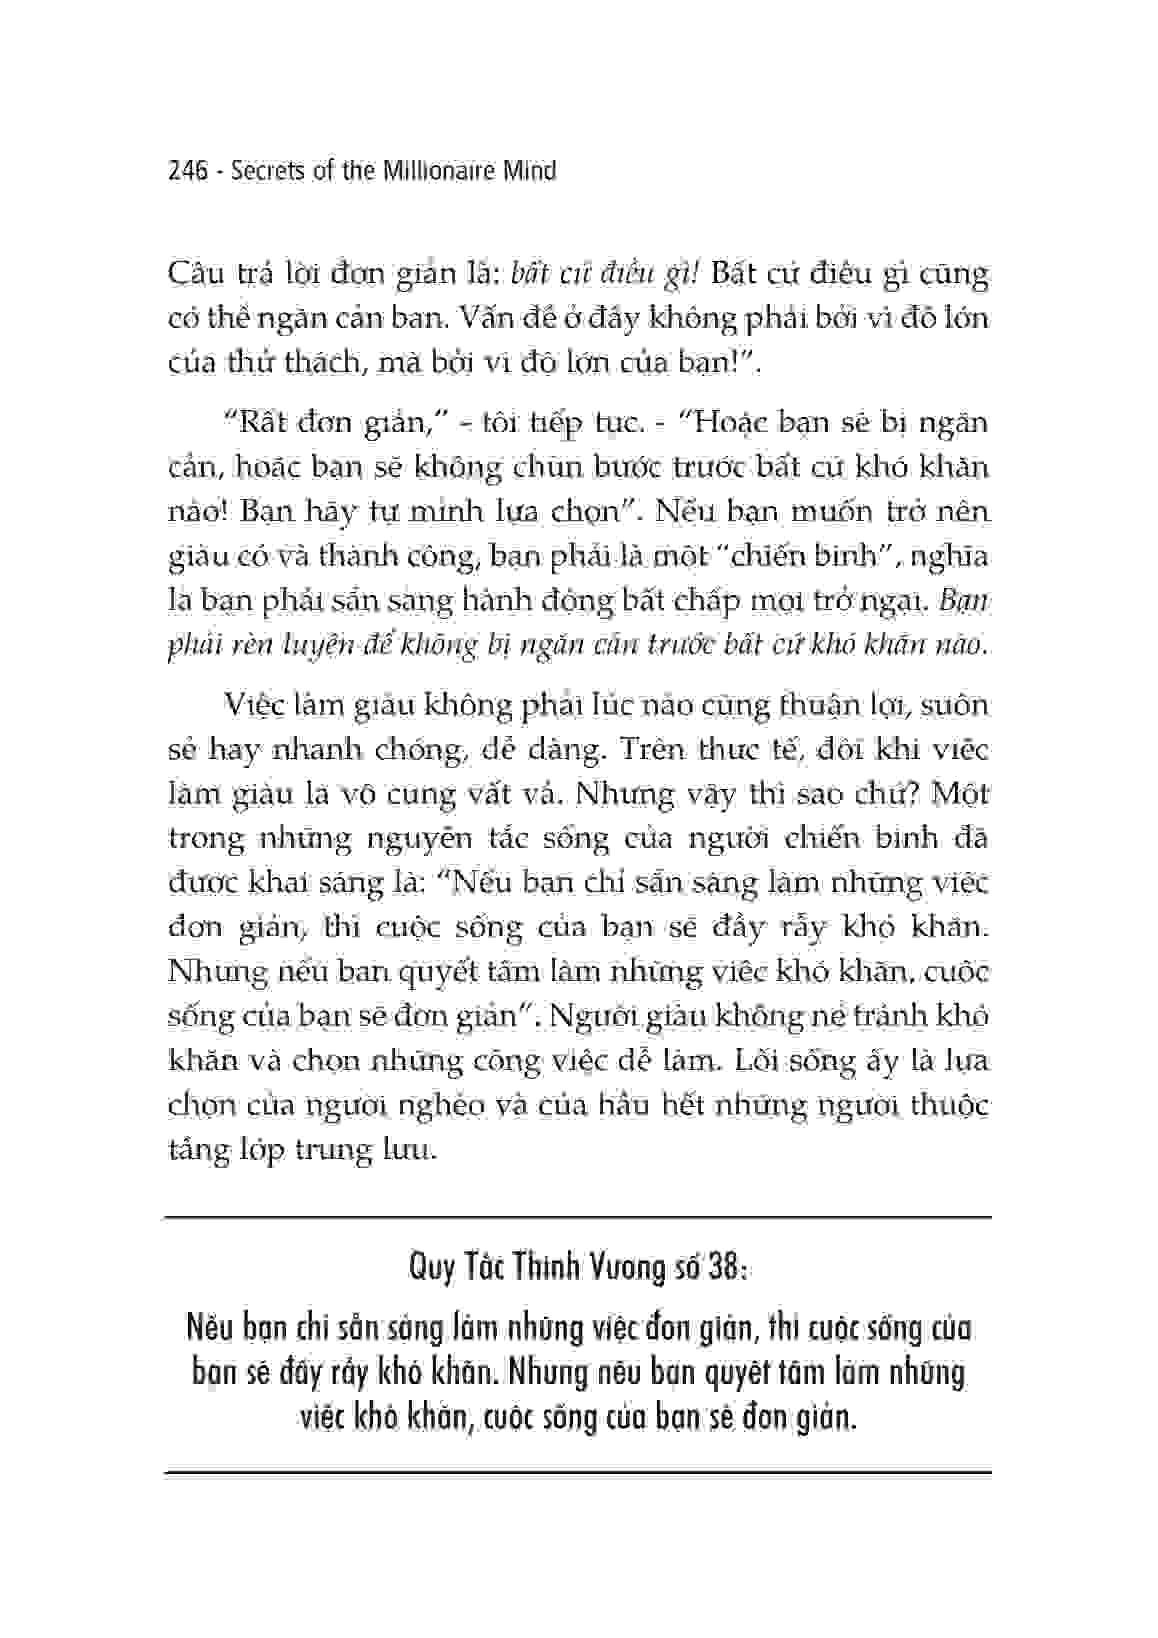 246 - Secrets of the Millionaire Mind
Câu trả lời đơn giản là: bất cứ điều gì! Bất cứ điều gì cũng
có thể ngăn cản bạn. Vấn đề ở đây không phải bởi vì độ lớn
của thử thách, mà bởi vì độ lớn của bạn!”.
“Rất đơn giản,” - tôi tiếp tục. - “Hoặc bạn sẽ bị ngăn
cản, hoặc bạn sẽ không chùn bước trước bất cứ khó khăn
nào! Bạn hãy tự mình lựa chọn”. Nếu bạn muốn trở nên
giàu có và thành công, bạn phải là một “chiến binh”, nghĩa
là bạn phải sẵn sàng hành động bất chấp mọi trở ngại. Bạn
phải rèn luyện để không bị ngăn cản trước bất cứ khó khăn nào.
Việc làm giàu không phải lúc nào cũng thuận lợi, suôn
sẻ hay nhanh chóng, dễ dàng. Trên thực tế, đôi khi việc
làm giàu là vô cùng vất vả. Nhưng vậy thì sao chứ? Một
trong những nguyên tắc sống của người chiến binh đã
được khai sáng là: “Nếu bạn chỉ sẵn sàng làm những việc
đơn giản, thì cuộc sống của bạn sẽ đầy rẫy khó khăn.
Nhưng nếu bạn quyết tâm làm những việc khó khăn, cuộc
sống của bạn sẽ đơn giản”. Người giàu không né tránh khó
khăn và chọn những công việc dễ làm. Lối sống ấy là lựa
chọn của người nghèo và của hầu hết những người thuộc
tầng lớp trung lưu.
Quy Tắc Thịnh Vượng số 38:
Nếu bạn chỉ sẵn sàng làm những việc đơn giản, thì cuộc sống của
bạn sẽ đầy rẫy khó khăn. Nhưng nếu bạn quyết tâm làm những
việc khó khăn, cuộc sống của bạn sẽ đơn giản.